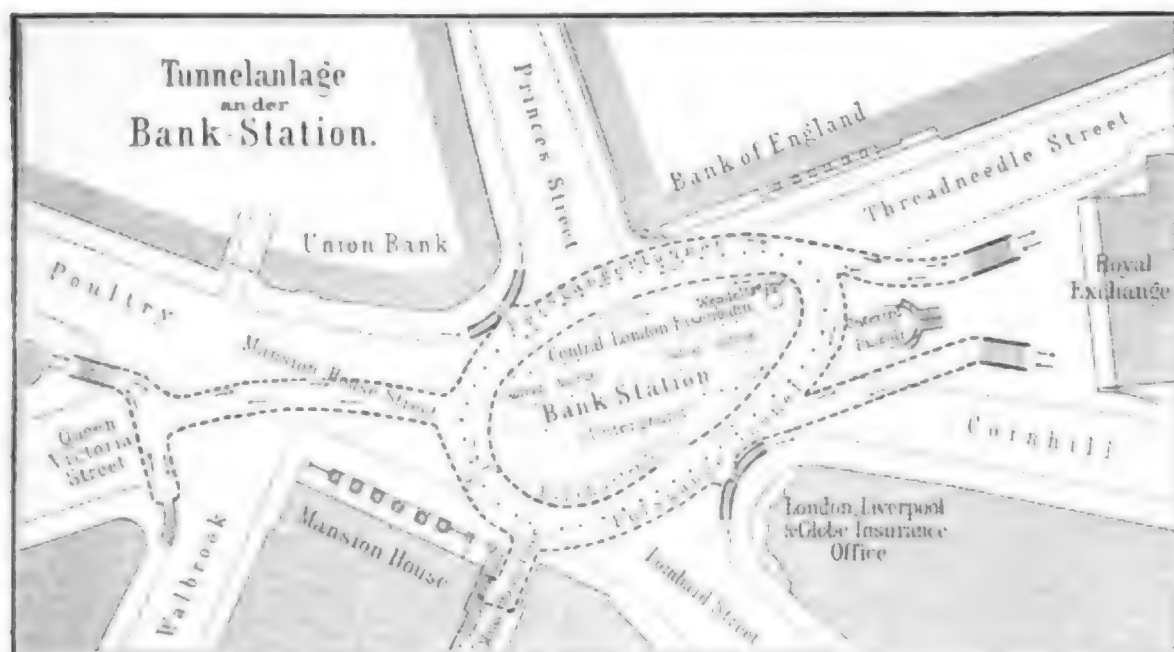 Tunnelanlage
an der
Bank-Station.
Princes Street
Bank of England
Threadneedle Street
Union Bank
Poultry
Royal
Exchange
Mansion House Street
Central London
Bank Station
Queen
Victoria
Street
Cornhill
Mansion House
Walbrook
Lombard Street
London, Liverpool
& Globe Insurance
Office